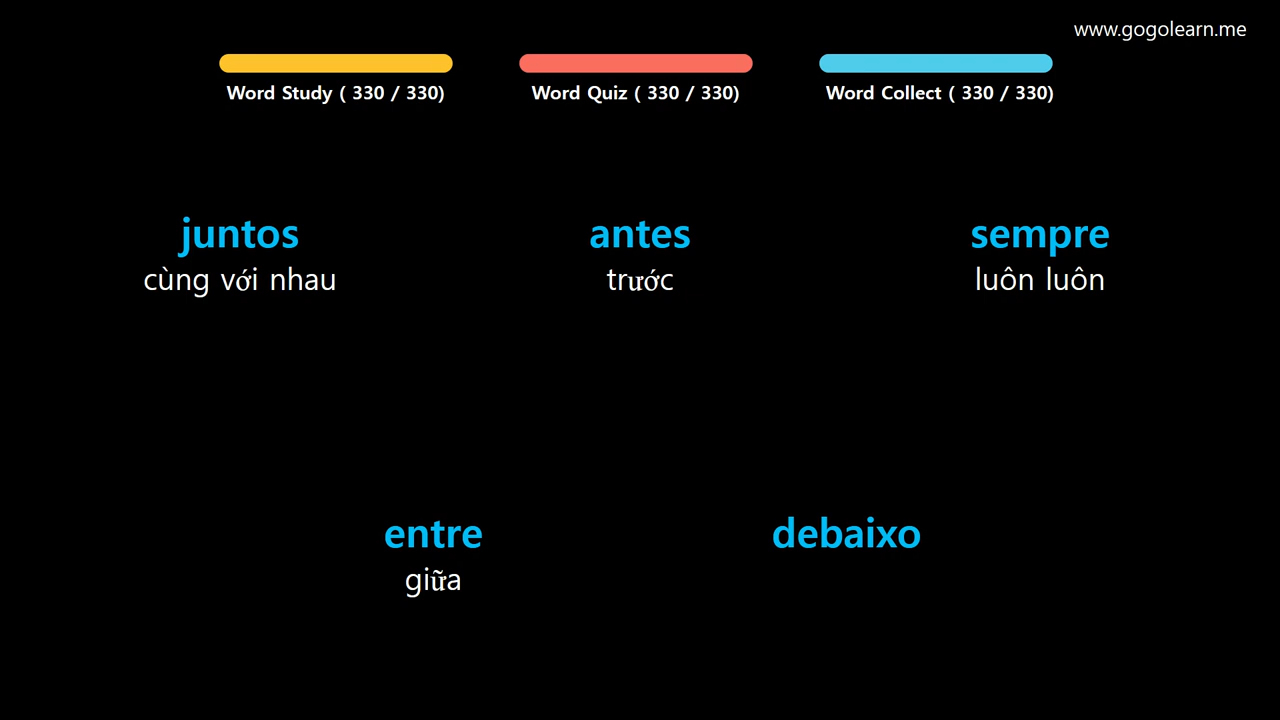 www.gogolearn.me
Word Study ( 330 / 330)
Word Quiz ( 330 / 330)
Word Collect ( 330 / 330)
juntos
cùng với nhau
antes
trước
sempre
luôn luôn
entre
giữa
debaixo